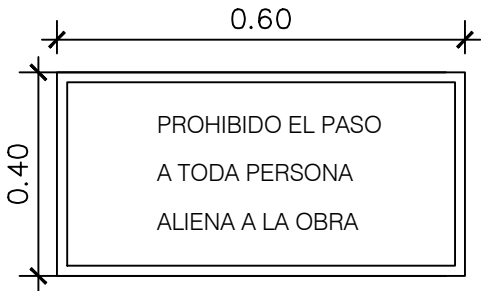 0.60
0.40
PROHIBIDO EL PASO
A TODA PERSONA
ALIENA A LA OBRA